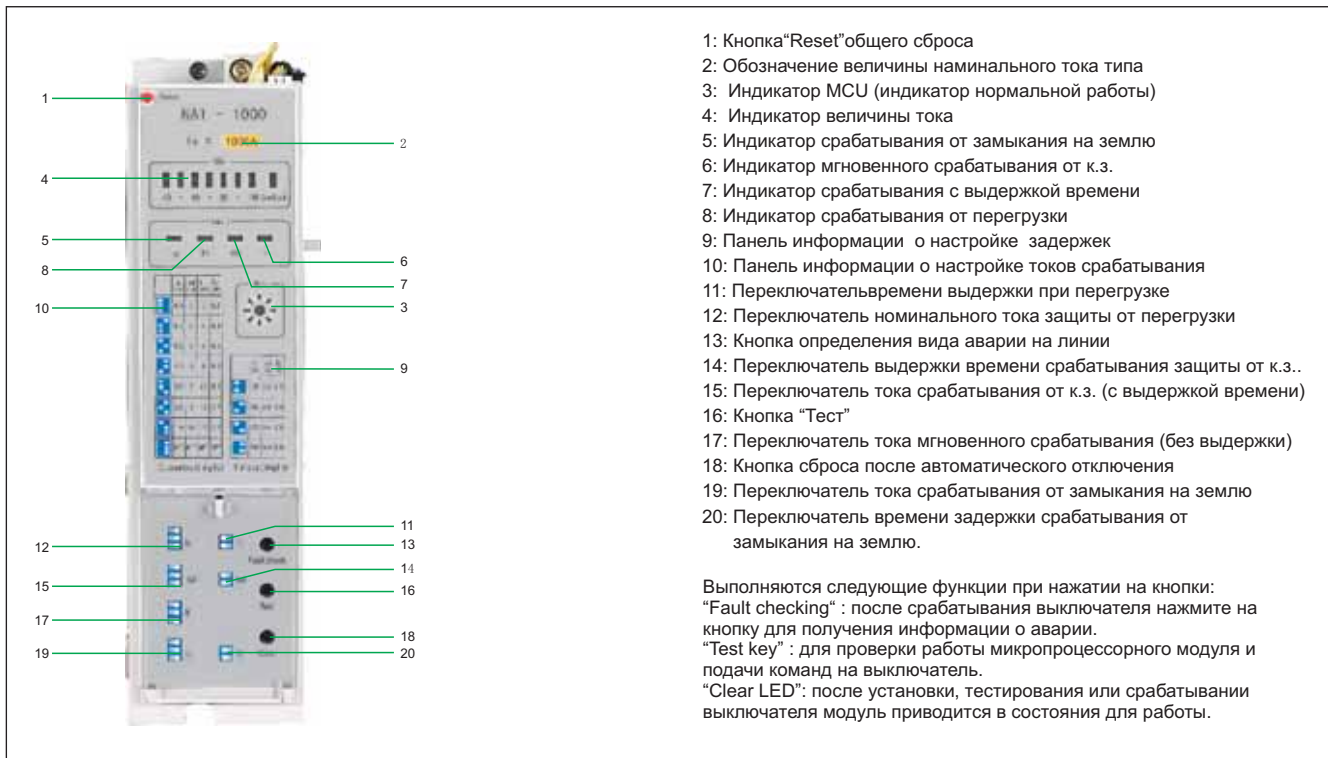 1
2
4
5
8
6
7
10
3
9
11
12
13
14
15
16
17
18
19
20
NA1 - 1000
1000A
1: Кнопка“Reset”общего сброса
2: Обозначение величины наминального тока типа
3: Индикатор MCU (индикатор нормальной работы)
4: Индикатор величины тока
5: Индикатор срабатывания от замыкания на землю
6: Индикатор мгновенного срабатывания от к.з.
7: Индикатор срабатывания с выдержкой времени
8: Индикатор срабатывания от перегрузки
9: Панель информации о настройке задержек
10: Панель информации о настройке токов срабатывания
11: Переключательвремени выдержки при перегрузке
12: Переключатель номинального тока защиты от перегрузки
13: Кнопка определения вида аварии на линии
14: Переключатель выдержки времени срабатывания защиты от к.з..
15: Переключатель тока срабатывания от к.з. (с выдержкой времени)
16: Кнопка “Тест”
17: Переключатель тока мгновенного срабатывания (без выдержки)
18: Кнопка сброса после автоматического отключения
19: Переключатель тока срабатывания от замыкания на землю
20: Переключатель времени задержки срабатывания от
замыкания на землю.
Выполняются следующие функции при нажатии на кнопки:
“Fault checking“ : после срабатывания выключателя нажмите на
кнопку для получения информации о аварии.
“Test key” : для проверки работы микропроцессорного модуля и
подачи команд на выключатель.
“Clear LED”: после установки, тестирования или срабатывании
выключателя модуль приводится в состояния для работы.